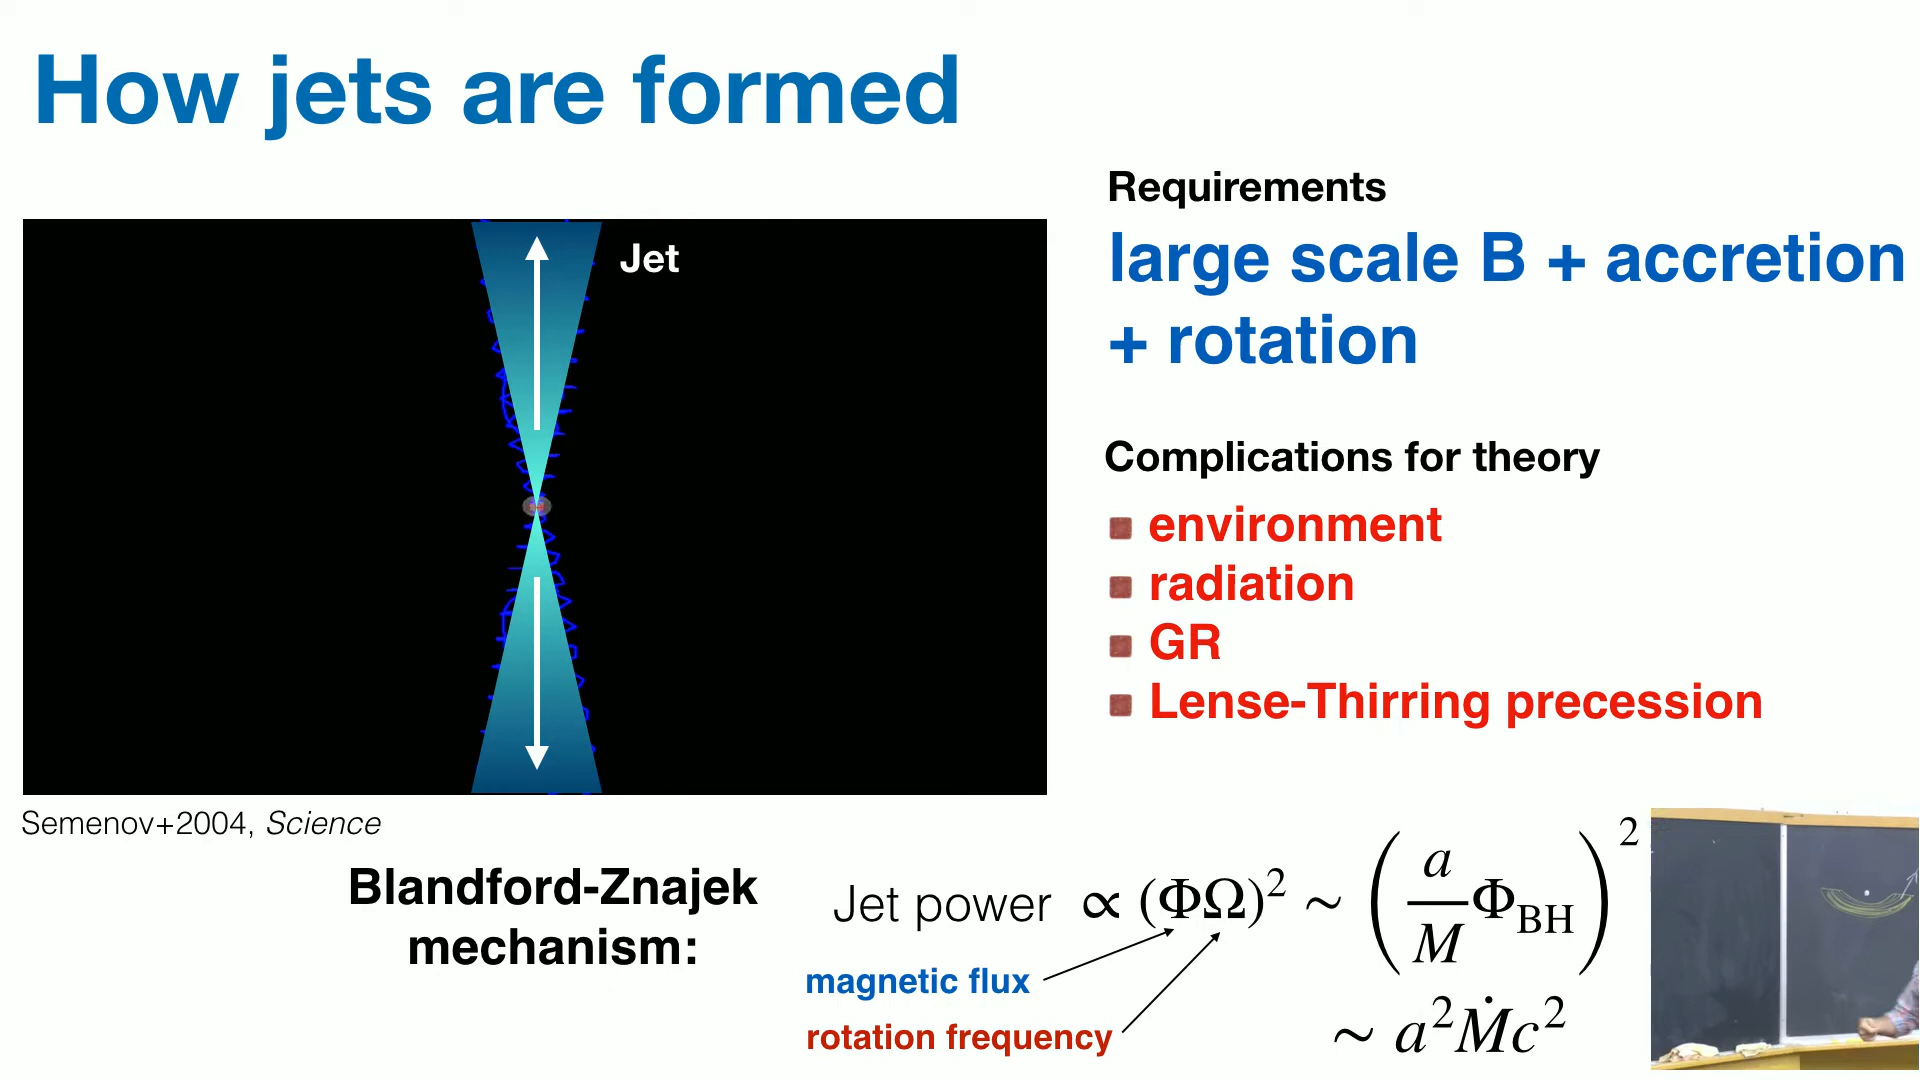 How jets are formed
Jet
Semenov+2004, Science
Requirements
large scale B + accretion
+ rotation
Complications for theory
environment
radiation
GR
Lense-Thirring precession
Blandford-Znajek
mechanism:
Jet power ∝ (ΦΩ)² ~ (a/M Φ_BH)²
magnetic flux
rotation frequency
~ a²Ṁc²